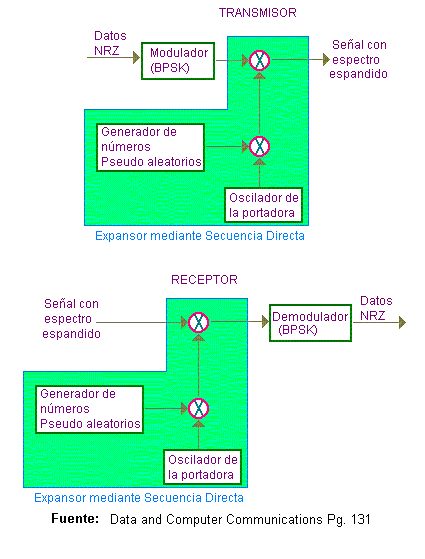 TRANSMISOR
Datos
NRZ
Modulador
(BPSK)
Señal con
espectro
espandido
X
Generador de
números
Pseudo aleatorios
X
Oscilador de
la portadora
Expansor mediante Secuencia Directa
RECEPTOR
Señal con
espectro
espandido
X
Demodulador
(BPSK)
Datos
NRZ
Generador de
números
Pseudo aleatorios
X
Oscilador de
la portadora
Expansor mediante Secuencia Directa
Fuente: Data and Computer Communications Pg. 131